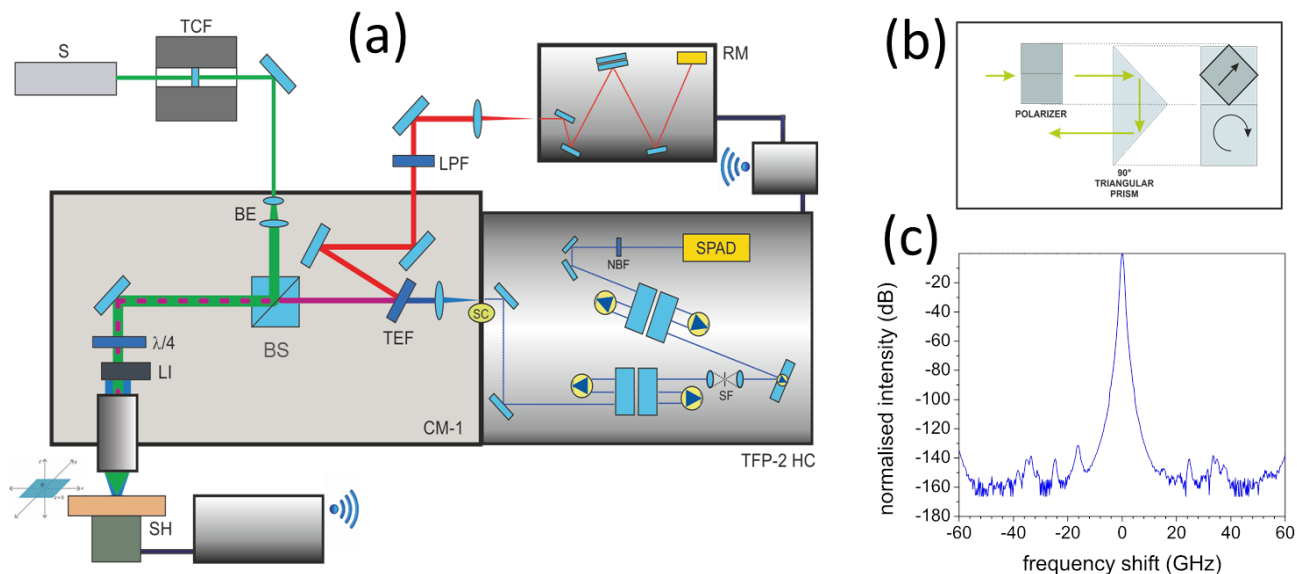 (a)
S
TCF
RM
LPF
BE
BS
TEF
SC
λ/4
LI
CM-1
SH
NBF
SPAD
SF
TFP-2 HC
(b)
POLARIZER
90°
TRIANGULAR
PRISM
(c)
normalised intensity (dB)
-20
-40
-60
-80
-100
-120
-140
-160
-180
-60
-40
-20
0
20
40
60
frequency shift (GHz)